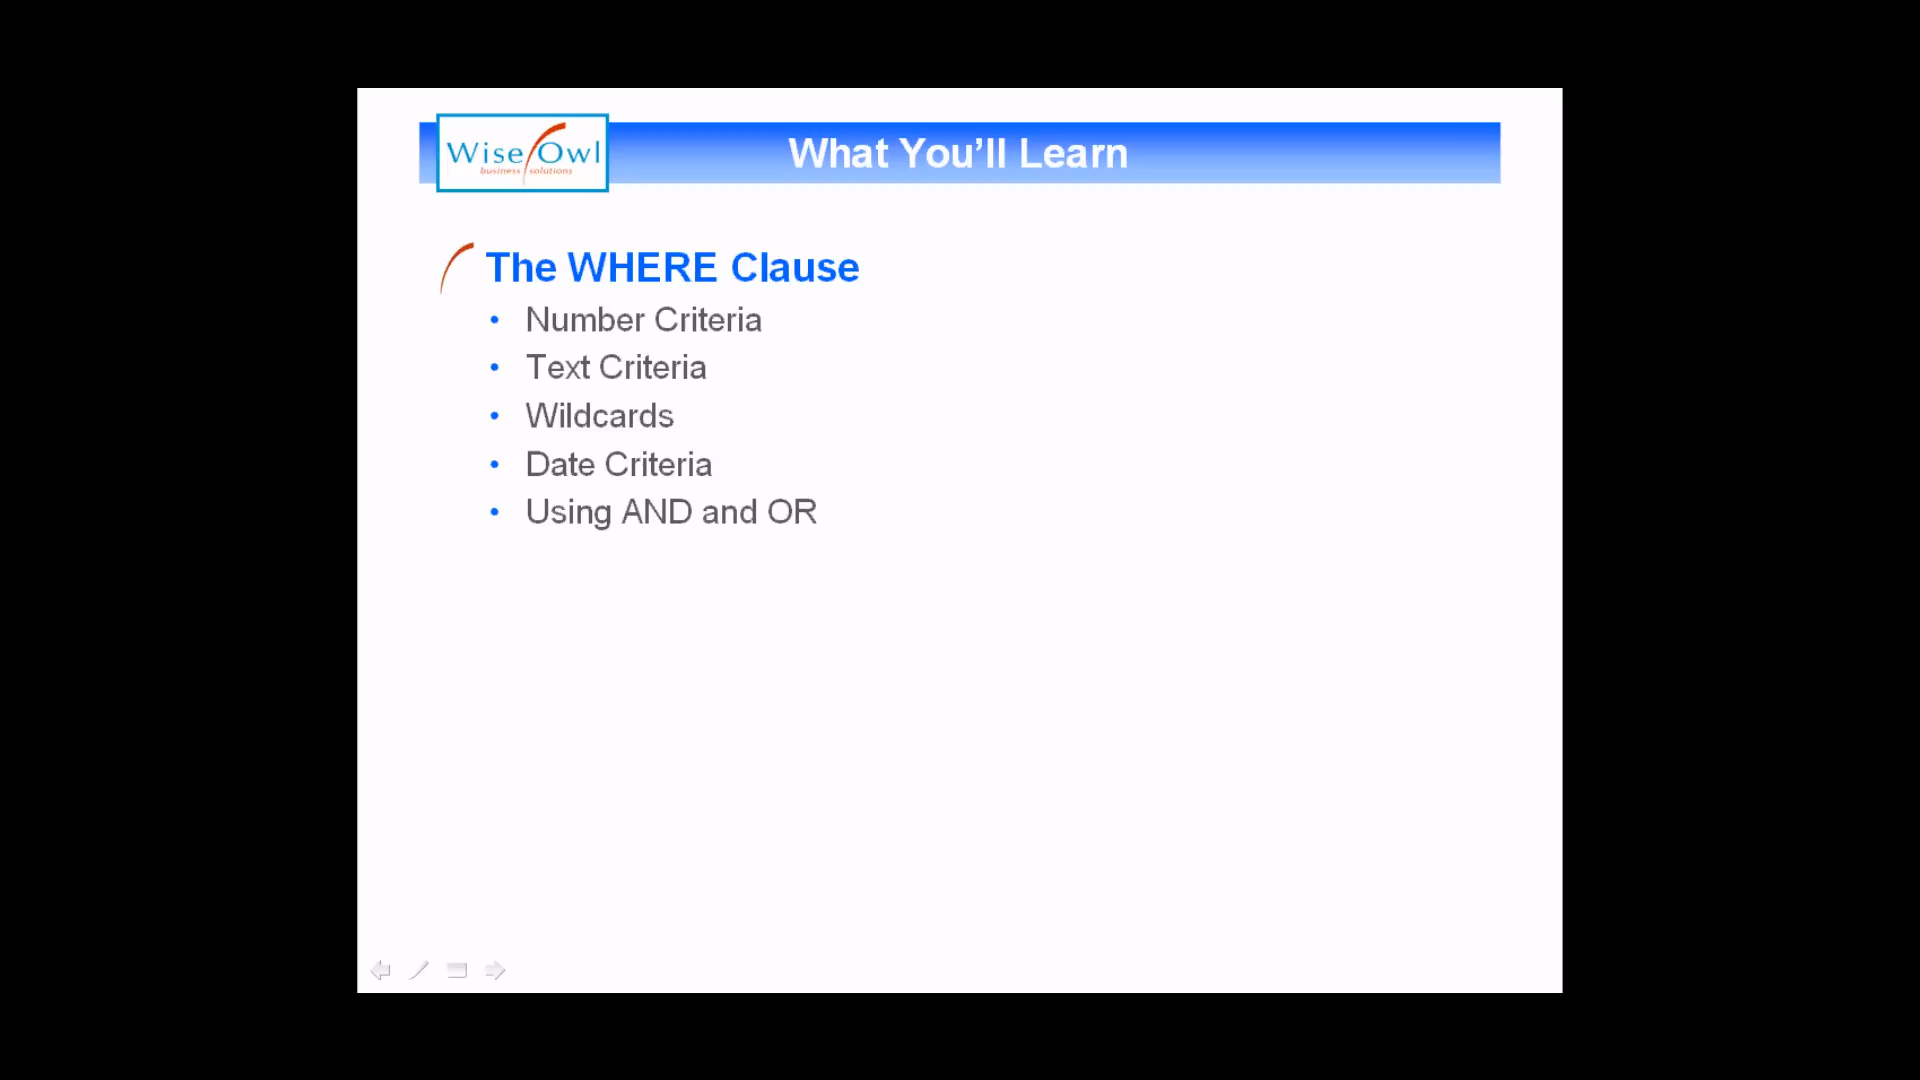 Wise Owl
business solutions
What You’ll Learn
The WHERE Clause
• Number Criteria
• Text Criteria
• Wildcards
• Date Criteria
• Using AND and OR